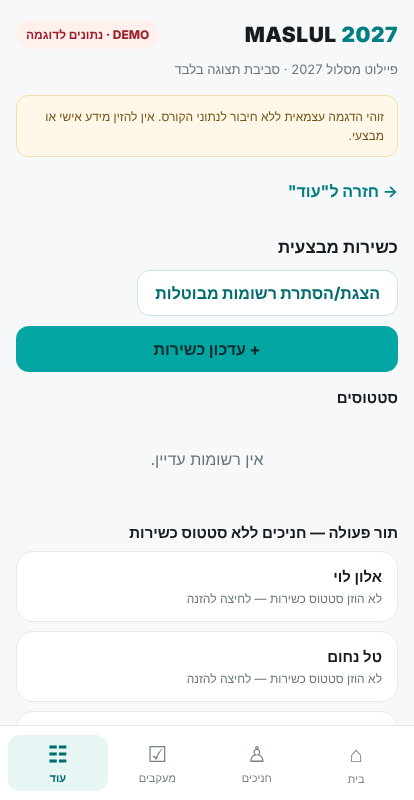 MASLUL 2027
DEMO · נתונים לדוגמה
פיילוט מסלול 2027 · סביבת תצוגה בלבד
זוהי הדגמה עצמאית ללא חיבור לנתוני הקורס. אין להזין מידע אישי או
מבצעי.
→ חזרה ל"עוד"
כשירות מבצעית
הצגת/הסתרת רשומות מבוטלות
+ עדכון כשירות
סטטוסים
אין רשומות עדיין.
תור פעולה — חניכים ללא סטטוס כשירות
אלון לוי
לא הוזן סטטוס כשירות — לחיצה להזנה
טל נחום
לא הוזן סטטוס כשירות — לחיצה להזנה
בית
חניכים
מעקבים
עוד